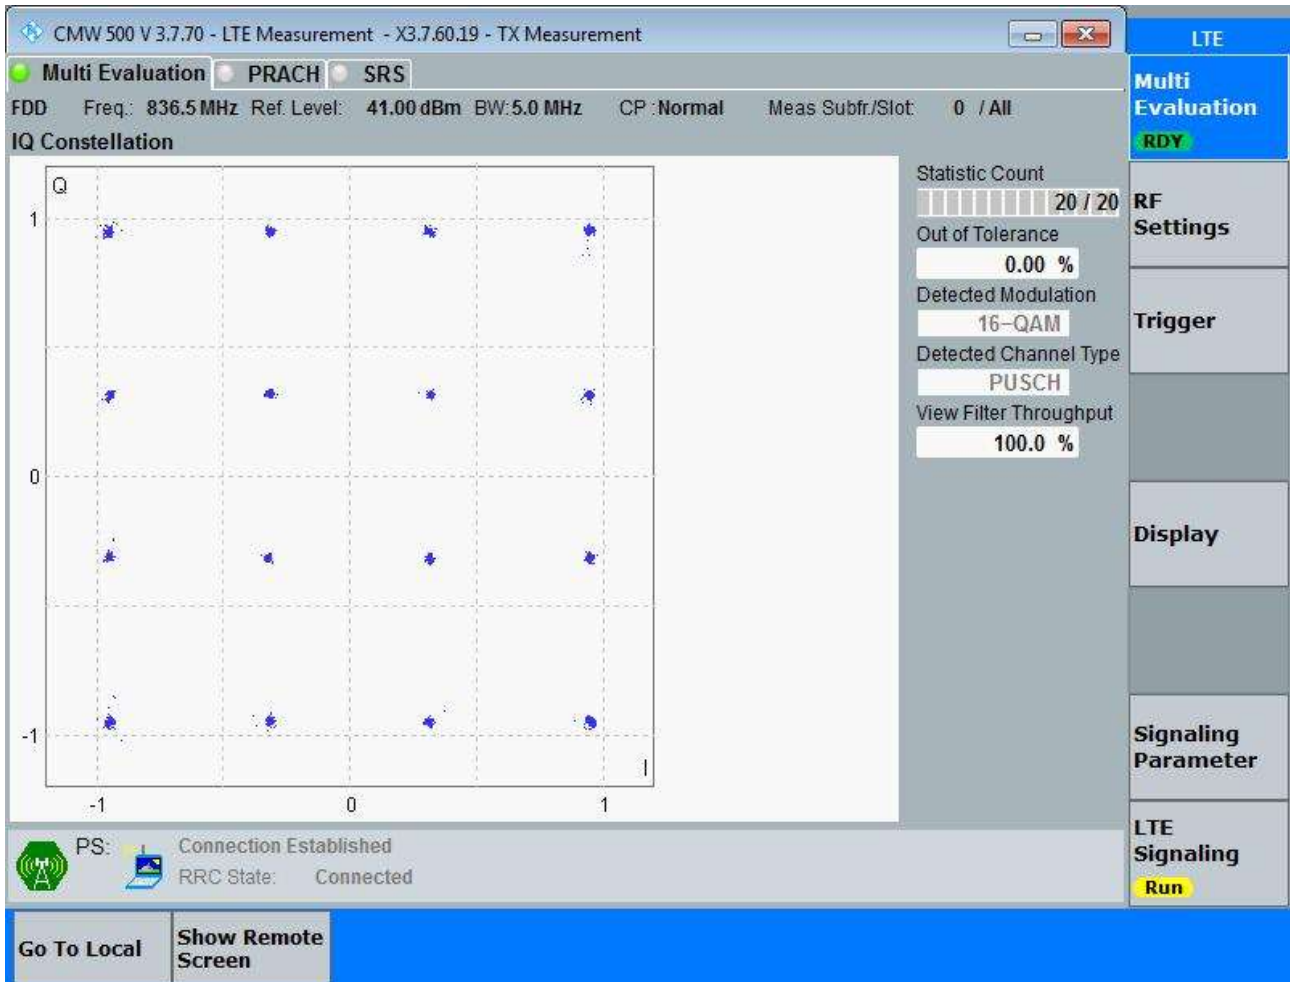 CMW 500 V 3.7.70 - LTE Measurement - X3.7.60.19 - TX Measurement
LTE
Multi Evaluation PRACH SRS
FDD Freq.: 836.5 MHz Ref. Level: 41.00 dBm BW: 5.0 MHz CP : Normal Meas Subfr./Slot: 0 / All
IQ Constellation
Q
1
0
-1
I
-1 0 1
Statistic Count
20 / 20
Out of Tolerance
0.00 %
Detected Modulation
16-QAM
Detected Channel Type
PUSCH
View Filter Throughput
100.0 %
Multi
Evaluation
RDY
RF
Settings
Trigger
Display
Signaling
Parameter
LTE
Signaling
Run
PS: Connection Established
RRC State: Connected
Go To Local
Show Remote
Screen